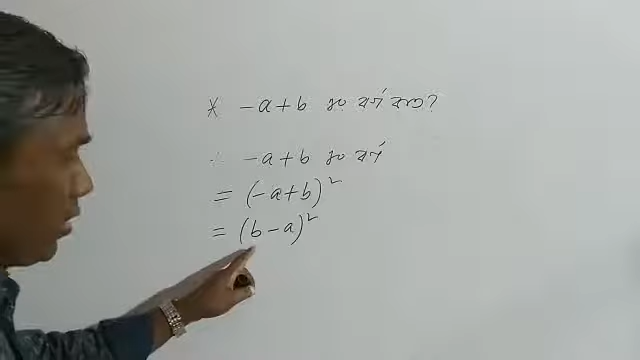 * -a+b এর বর্গ কত?
∴ -a+b এর বর্গ
= (-a+b)²
= (b-a)²